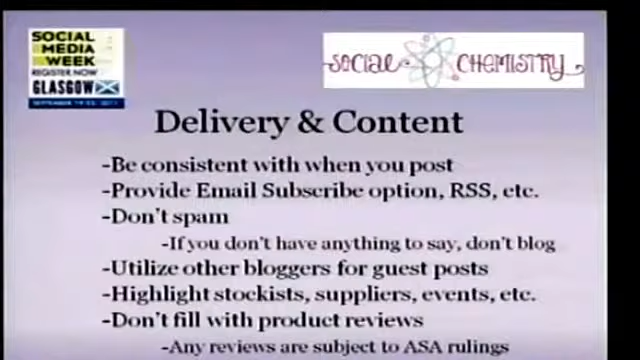 SOCIAL
MEDIA
WEEK
REGISTER NOW
GLASGOW
SOCIAL CHEMISTRY
Delivery & Content
-Be consistent with when you post
-Provide Email Subscribe option, RSS, etc.
-Don't spam
-If you don't have anything to say, don't blog
-Utilize other bloggers for guest posts
-Highlight stockists, suppliers, events, etc.
-Don't fill with product reviews
-Any reviews are subject to ASA rulings